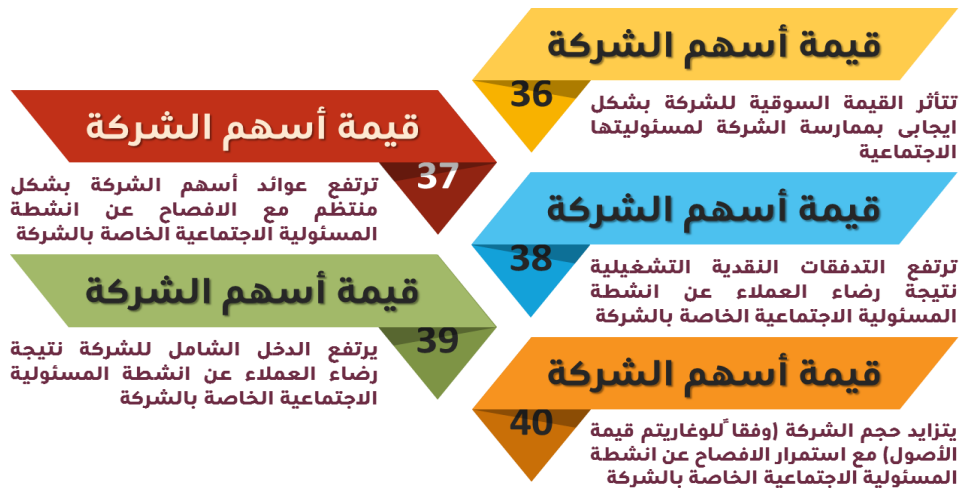 قيمة أسهم الشركة
36
تتأثر القيمة السوقية للشركة بشكل
ايجابى بممارسة الشركة لمسئوليتها
الاجتماعية
قيمة أسهم الشركة
37
ترتفع عوائد أسهم الشركة بشكل
منتظم مع الافصاح عن انشطة
المسئولية الاجتماعية الخاصة بالشركة
قيمة أسهم الشركة
38
ترتفع التدفقات النقدية التشغيلية
نتيجة رضاء العملاء عن انشطة
المسئولية الاجتماعية الخاصة بالشركة
قيمة أسهم الشركة
39
يرتفع الدخل الشامل للشركة نتيجة
رضاء العملاء عن انشطة المسئولية
الاجتماعية الخاصة بالشركة
قيمة أسهم الشركة
40
يتزايد حجم الشركة (وفقا ًللوغاريتم قيمة
الأصول) مع استمرار الافصاح عن انشطة
المسئولية الاجتماعية الخاصة بالشركة